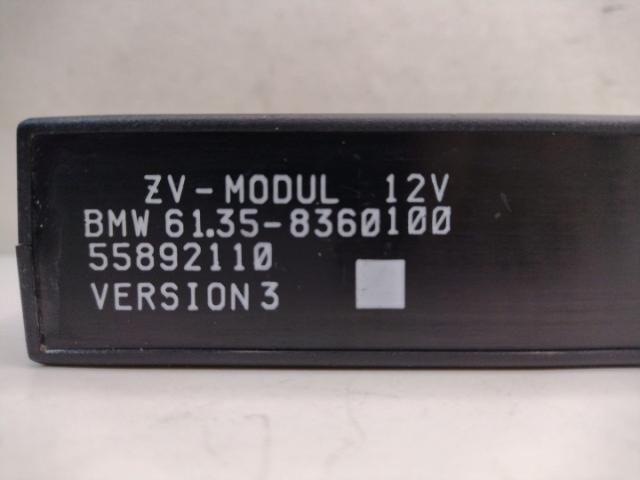 ZV-MODUL 12V
BMW 61.35-8360100
55892110
VERSION 3